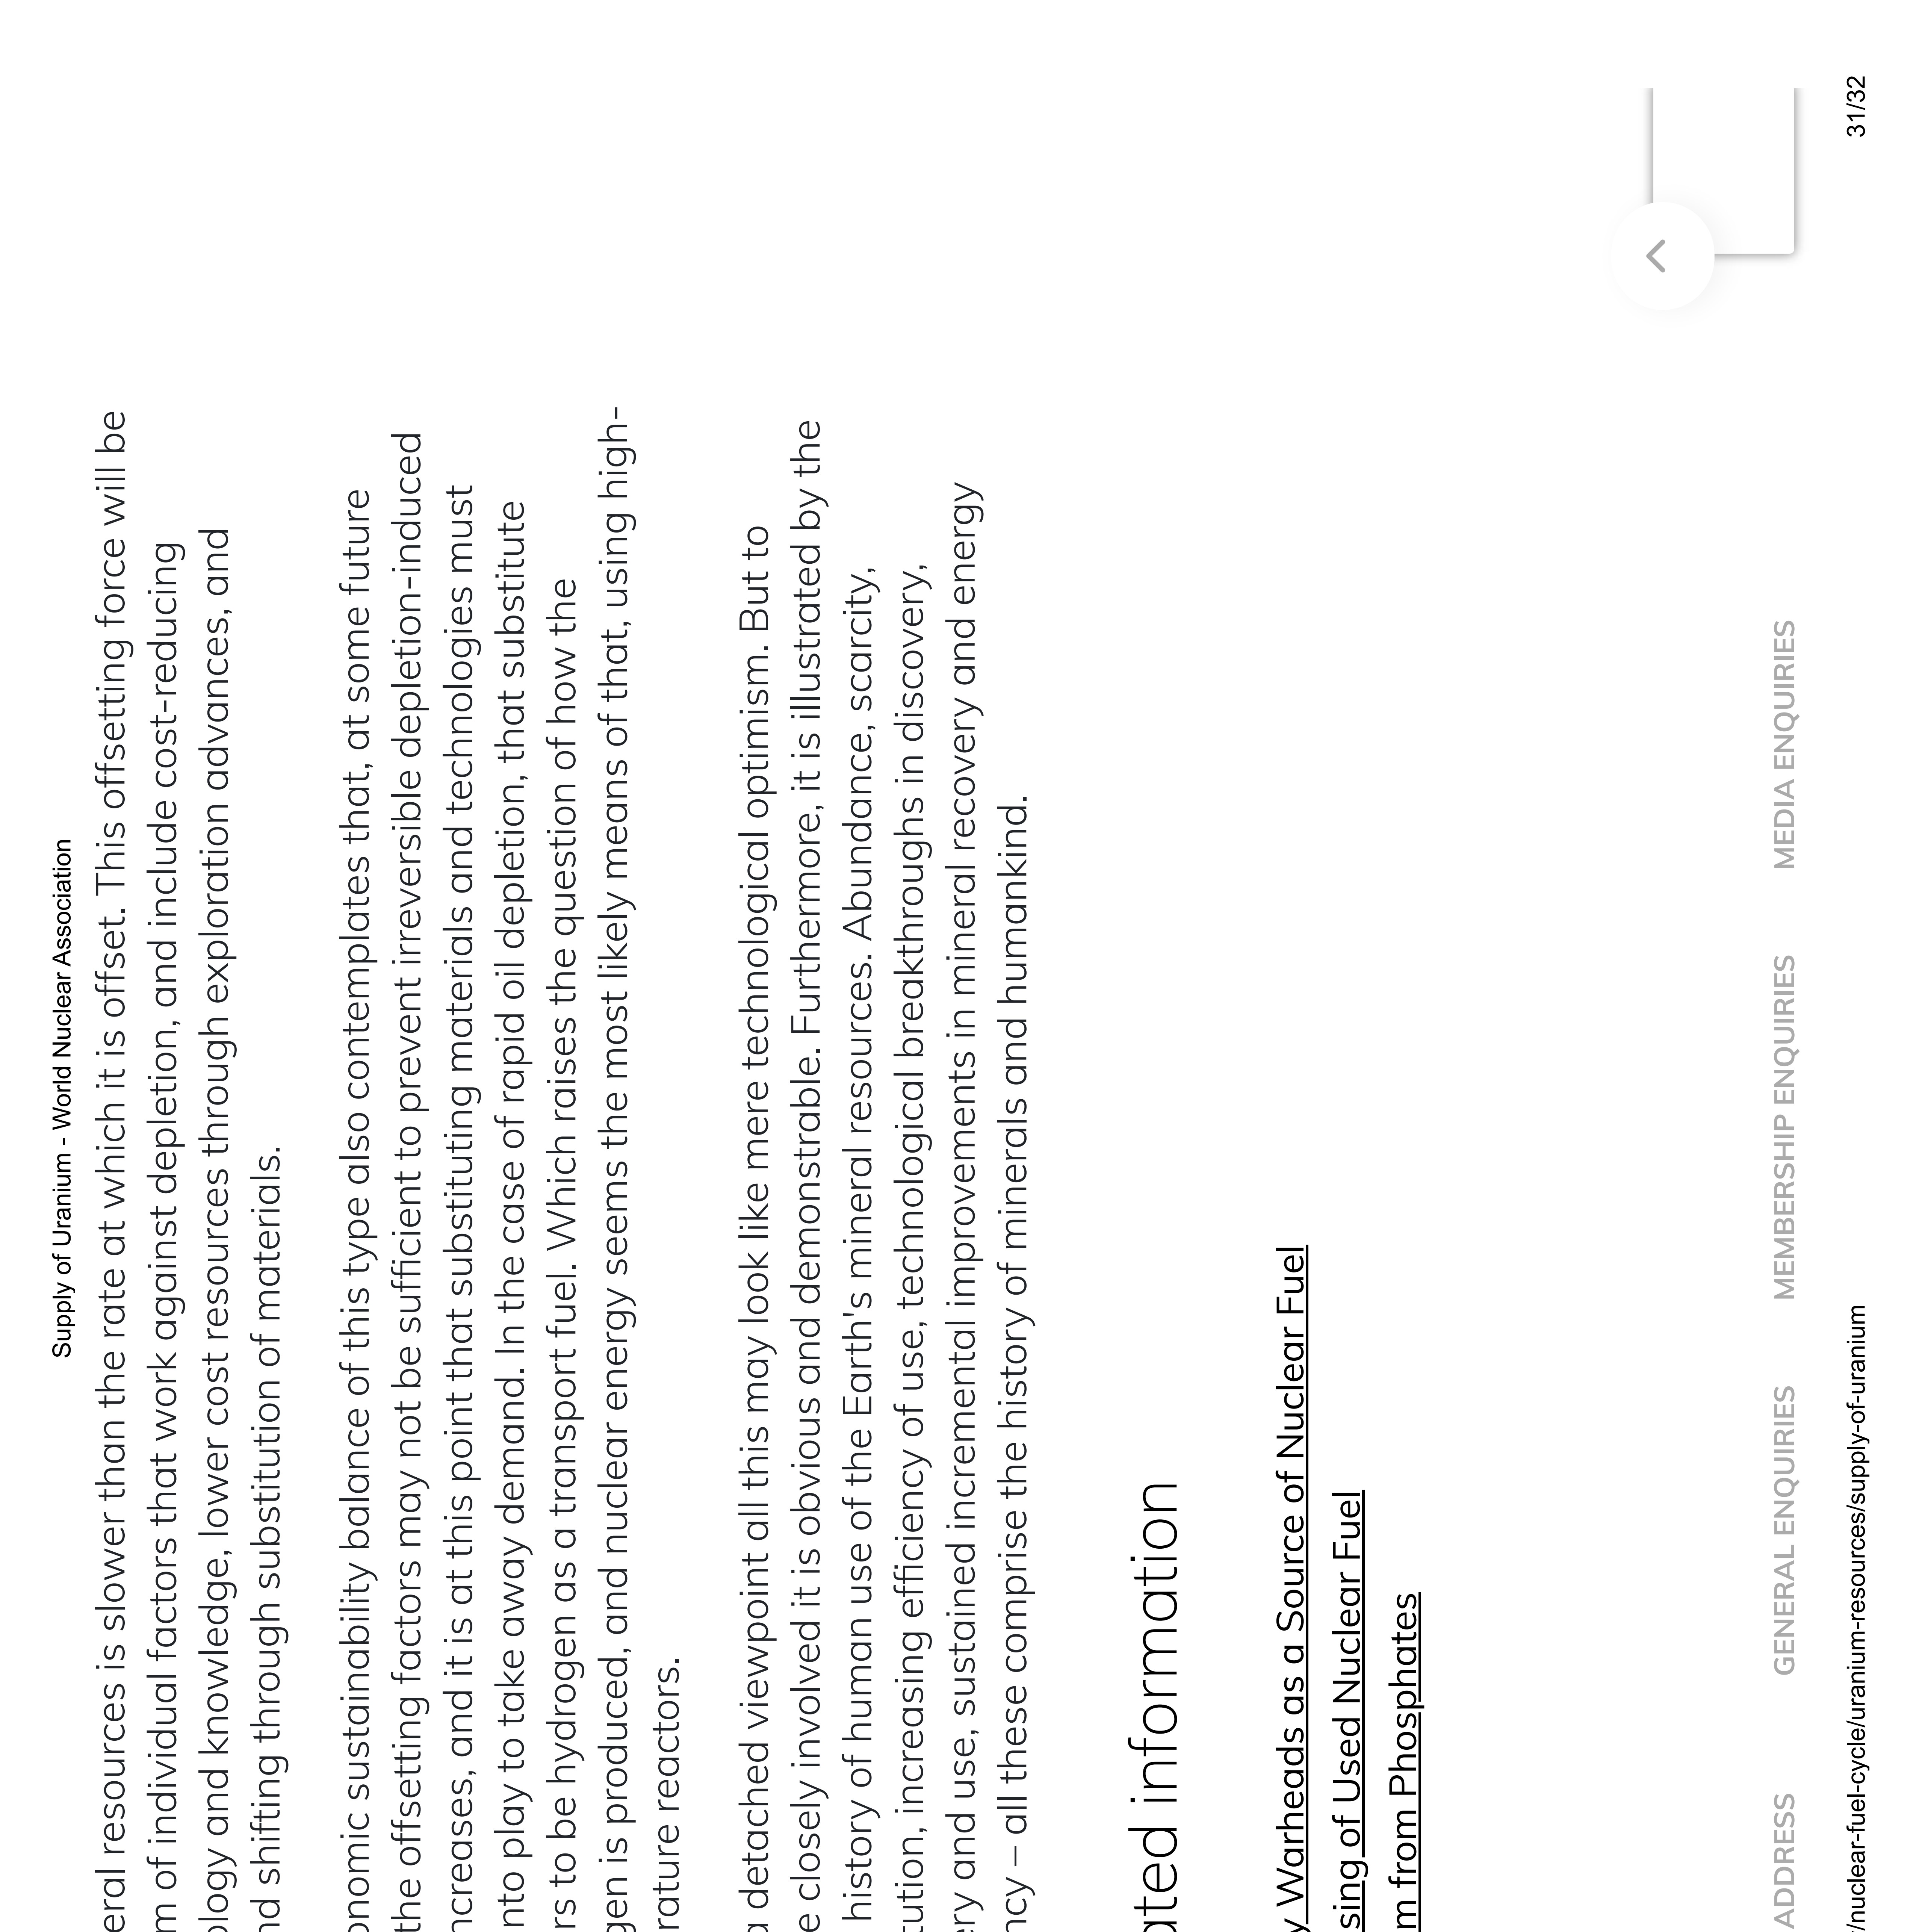 Supply of Uranium - World Nuclear Association
eral resources is slower than the rate at which it is offset. This offsetting force will be
m of individual factors that work against depletion, and include cost-reducing
ology and knowledge, lower cost resources through exploration advances, and
nd shifting through substitution of materials.
onomic sustainability balance of this type also contemplates that, at some future
the offsetting factors may not be sufficient to prevent irreversible depletion-induced
ncreases, and it is at this point that substituting materials and technologies must
nto play to take away demand. In the case of rapid oil depletion, that substitute
rs to be hydrogen as a transport fuel. Which raises the question of how the
gen is produced, and nuclear energy seems the most likely means of that, using high-
rature reactors.
a detached viewpoint all this may look like mere technological optimism. But to
e closely involved it is obvious and demonstrable. Furthermore, it is illustrated by the
history of human use of the Earth's mineral resources. Abundance, scarcity,
tution, increasing efficiency of use, technological breakthroughs in discovery,
ery and use, sustained incremental improvements in mineral recovery and energy
ncy – all these comprise the history of minerals and humankind.
ated information
y Warheads as a Source of Nuclear Fuel
sing of Used Nuclear Fuel
m from Phosphates
ADDRESS GENERAL ENQUIRIES MEMBERSHIP ENQUIRIES MEDIA ENQUIRIES
/nuclear-fuel-cycle/uranium-resources/supply-of-uranium 31/32